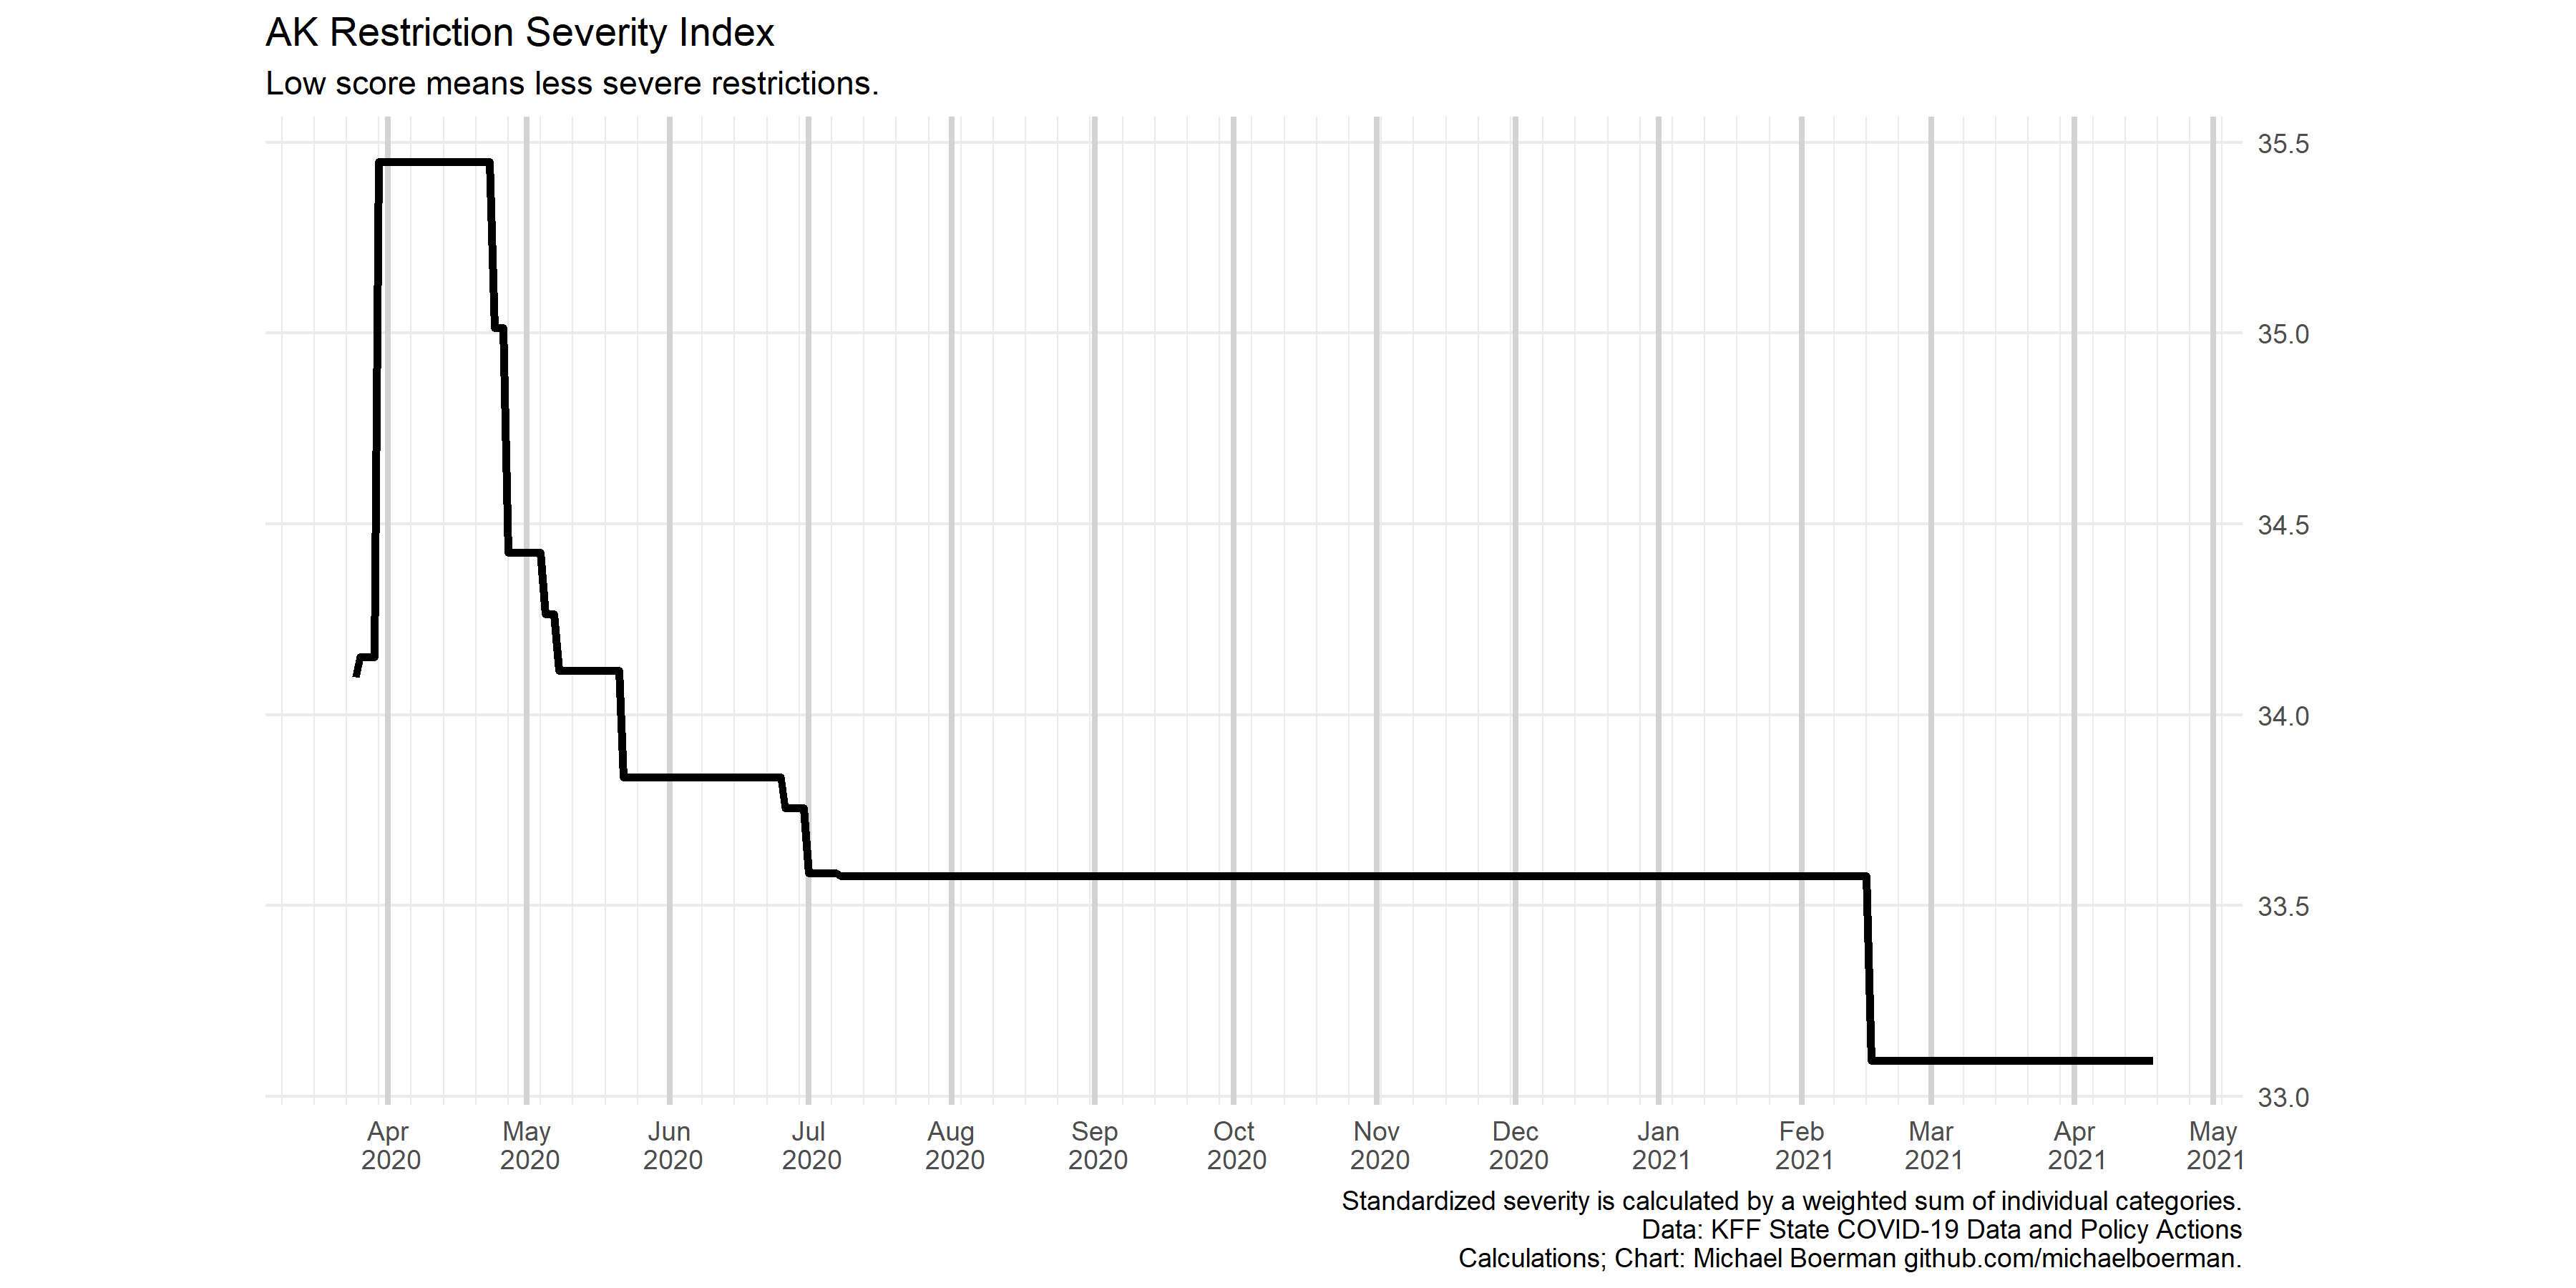 AK Restriction Severity Index
Low score means less severe restrictions.
35.5
35.0
34.5
34.0
33.5
33.0
Apr 2020
May 2020
Jun 2020
Jul 2020
Aug 2020
Sep 2020
Oct 2020
Nov 2020
Dec 2020
Jan 2021
Feb 2021
Mar 2021
Apr 2021
May 2021
Standardized severity is calculated by a weighted sum of individual categories.
Data: KFF State COVID-19 Data and Policy Actions
Calculations; Chart: Michael Boerman github.com/michaelboerman.